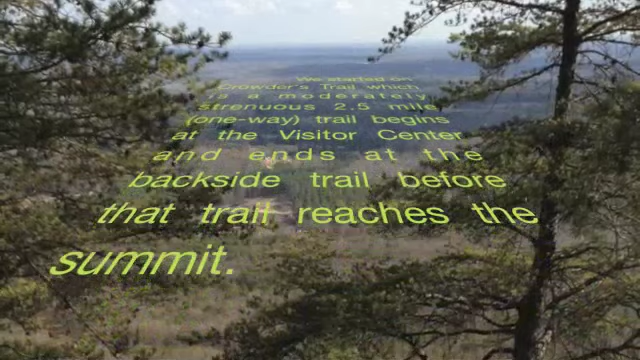 We started on
Crowder's Trail which
is a moderately
strenuous 2.5 mile
(one-way) trail begins
at the Visitor Center
and ends at the
backside trail before
that trail reaches the
summit.